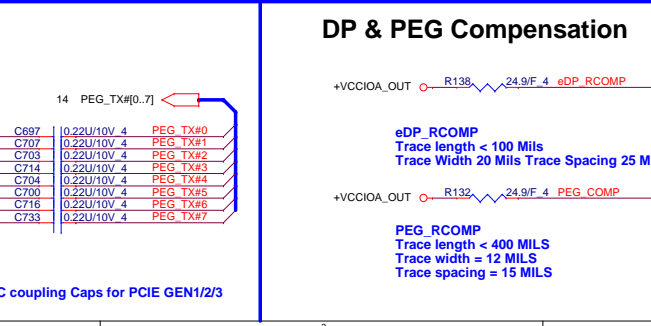 DP & PEG Compensation
14 PEG_TX#[0..7]
C697 0.22U/10V_4 PEG_TX#0
C707 0.22U/10V_4 PEG_TX#1
C703 0.22U/10V_4 PEG_TX#2
C714 0.22U/10V_4 PEG_TX#3
C704 0.22U/10V_4 PEG_TX#4
C700 0.22U/10V_4 PEG_TX#5
C716 0.22U/10V_4 PEG_TX#6
C733 0.22U/10V_4 PEG_TX#7
C coupling Caps for PCIE GEN1/2/3
+VCCIOA_OUT R138 24.9/F_4 eDP_RCOMP
eDP_RCOMP
Trace length < 100 Mils
Trace Width 20 Mils Trace Spacing 25 M
+VCCIOA_OUT R132 24.9/F_4 PEG_COMP
PEG_RCOMP
Trace length < 400 MILS
Trace width = 12 MILS
Trace spacing = 15 MILS